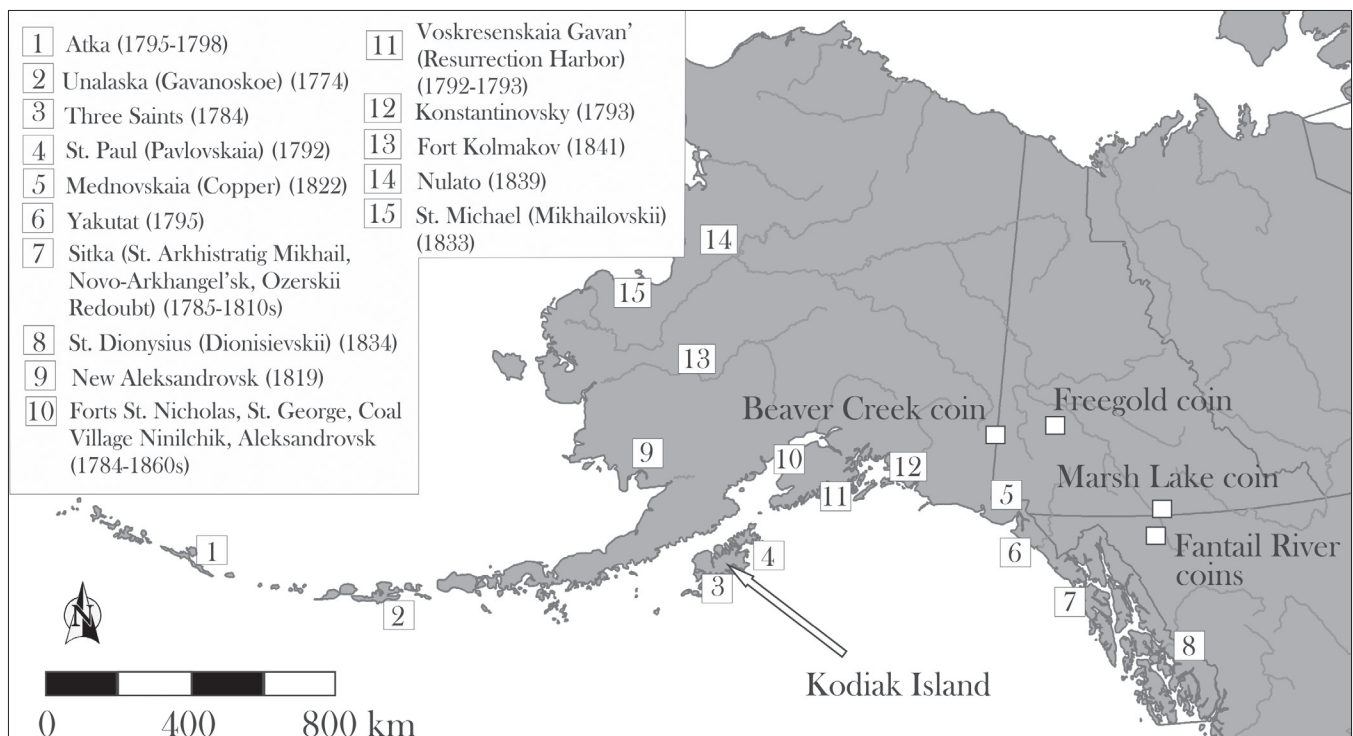 1 Atka (1795-1798)
2 Unalaska (Gavanoskoe) (1774)
3 Three Saints (1784)
4 St. Paul (Pavlovskaia) (1792)
5 Mednovskaia (Copper) (1822)
6 Yakutat (1795)
7 Sitka (St. Arkhistratig Mikhail,
Novo-Arkhangel'sk, Ozerskii
Redoubt) (1785-1810s)
8 St. Dionysius (Dionisievskii) (1834)
9 New Aleksandrovsk (1819)
10 Forts St. Nicholas, St. George, Coal
Village Ninilchik, Aleksandrovsk
(1784-1860s)
11 Voskresenskaia Gavan'
(Resurrection Harbor)
(1792-1793)
12 Konstantinovsky (1793)
13 Fort Kolmakov (1841)
14 Nulato (1839)
15 St. Michael (Mikhailovskii)
(1833)
14
15
13
Beaver Creek coin
Freegold coin
9
10
12
11
5
Marsh Lake coin
1
2
3
4
6
Fantail River
coins
7
8
Kodiak Island
N
0 400 800 km